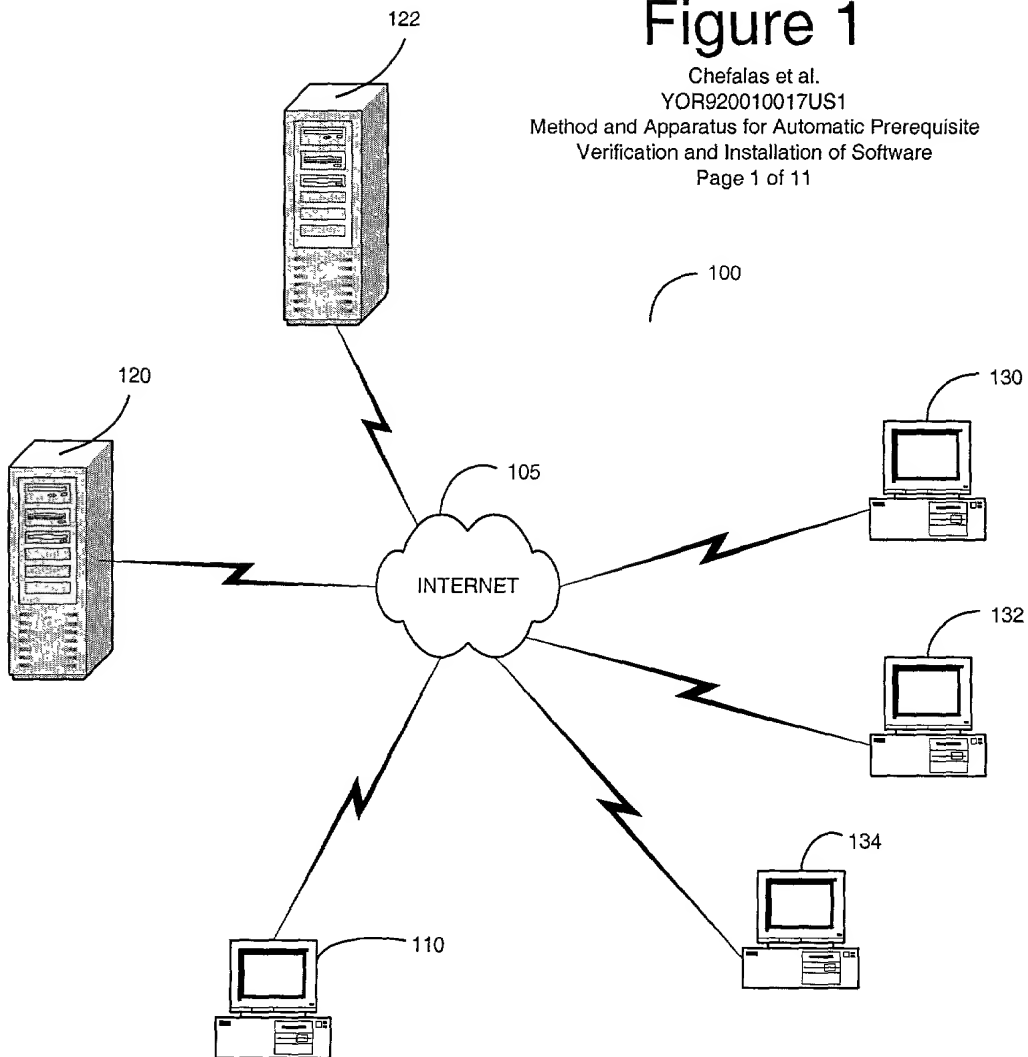 Figure 1
Chefalas et al.
YOR920010017US1
Method and Apparatus for Automatic Prerequisite
Verification and Installation of Software
Page 1 of 11
122
100
120
130
105
INTERNET
132
134
110